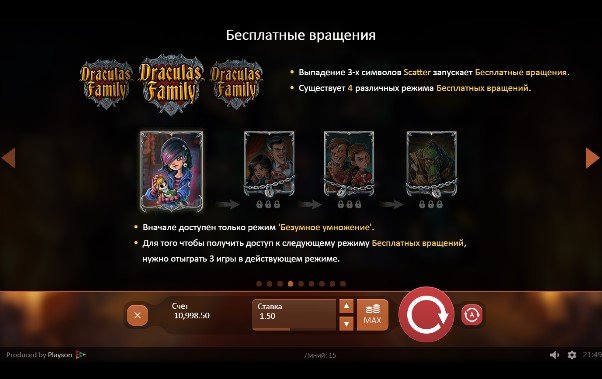 Бесплатные вращения
Draculas Family
Draculas Family
Draculas Family
• Выпадение 3-х символов Scatter запускает Бесплатные вращения.
• Существует 4 различных режима Бесплатных вращений.
• Вначале доступен только режим 'Безумное умножение'.
• Для того чтобы получить доступ к следующему режиму Бесплатных вращений,
нужно отыграть 3 игры в действующем режиме.
Счет
10,998.50
Ставка
1.50
MAX
A
Produced by Playson
Линий: 15
21:49